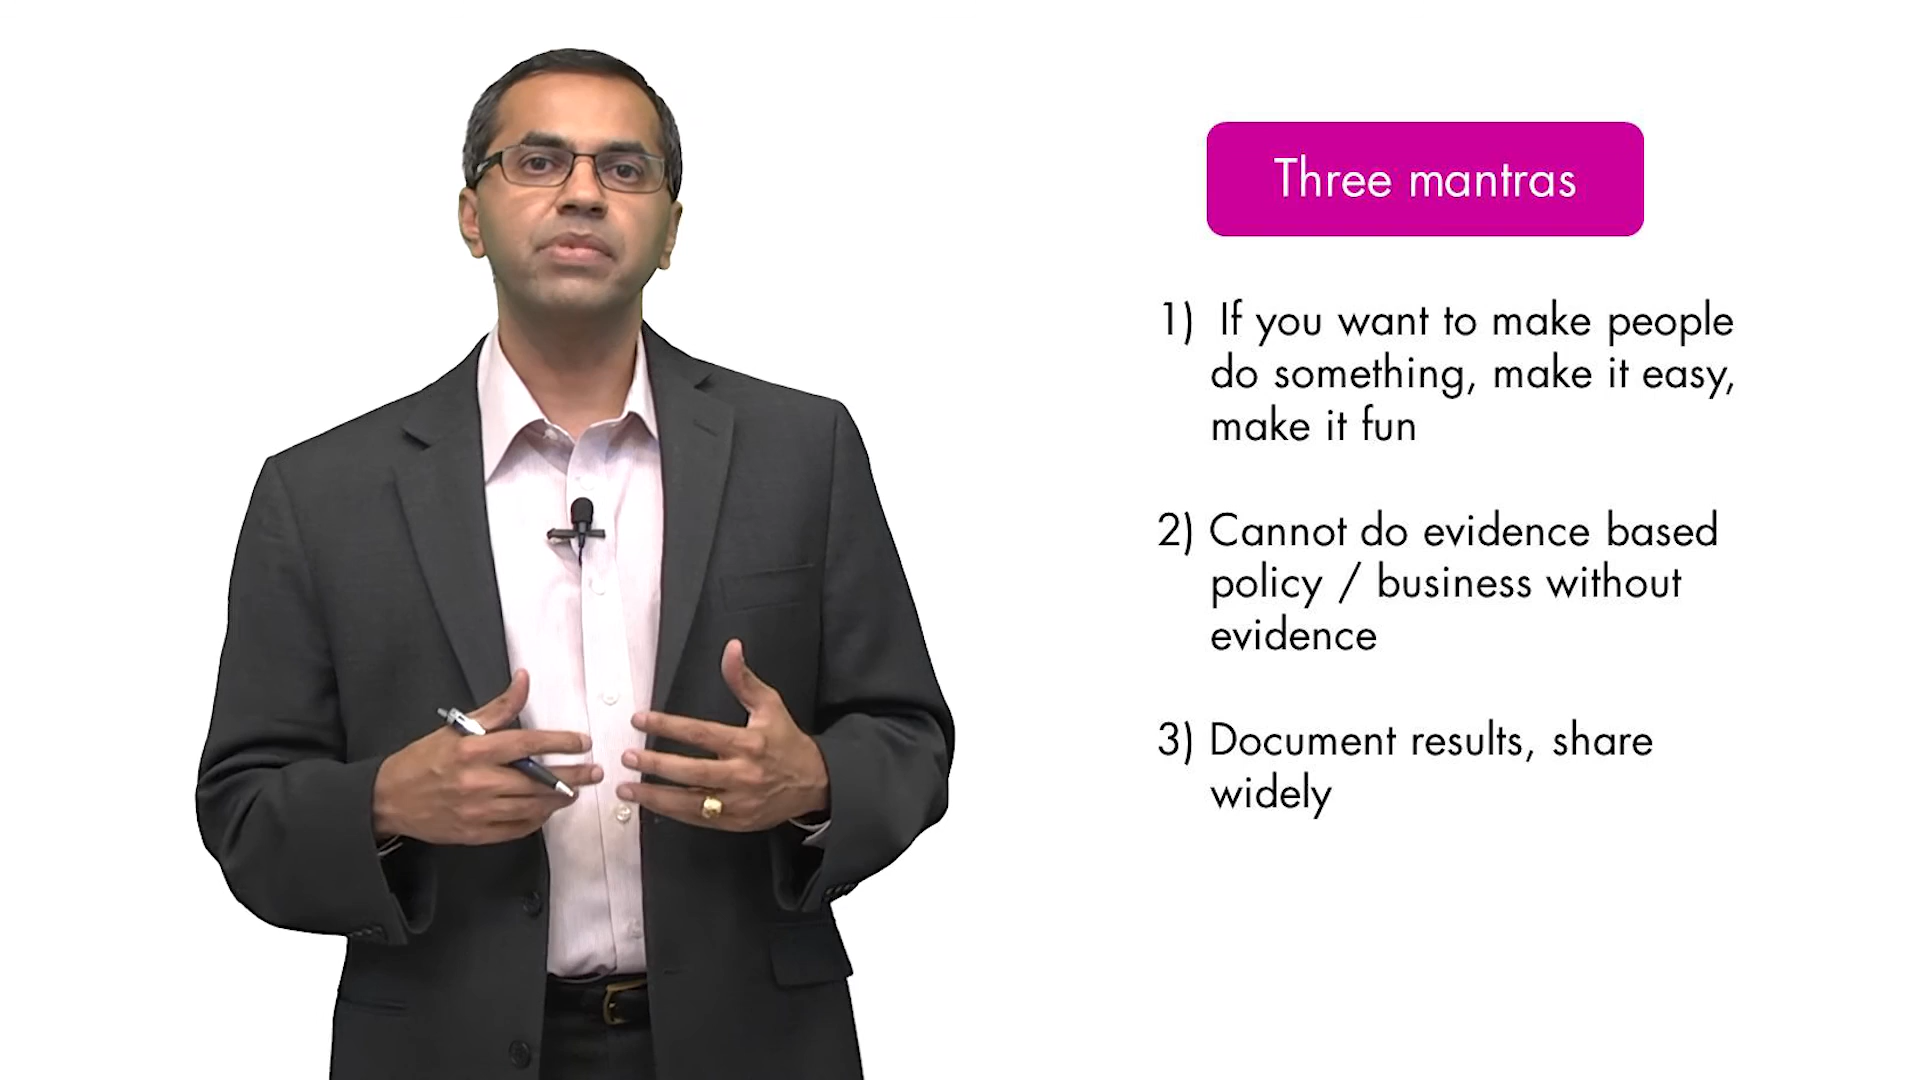 Three mantras
1) If you want to make people
do something, make it easy,
make it fun
2) Cannot do evidence based
policy / business without
evidence
3) Document results, share
widely